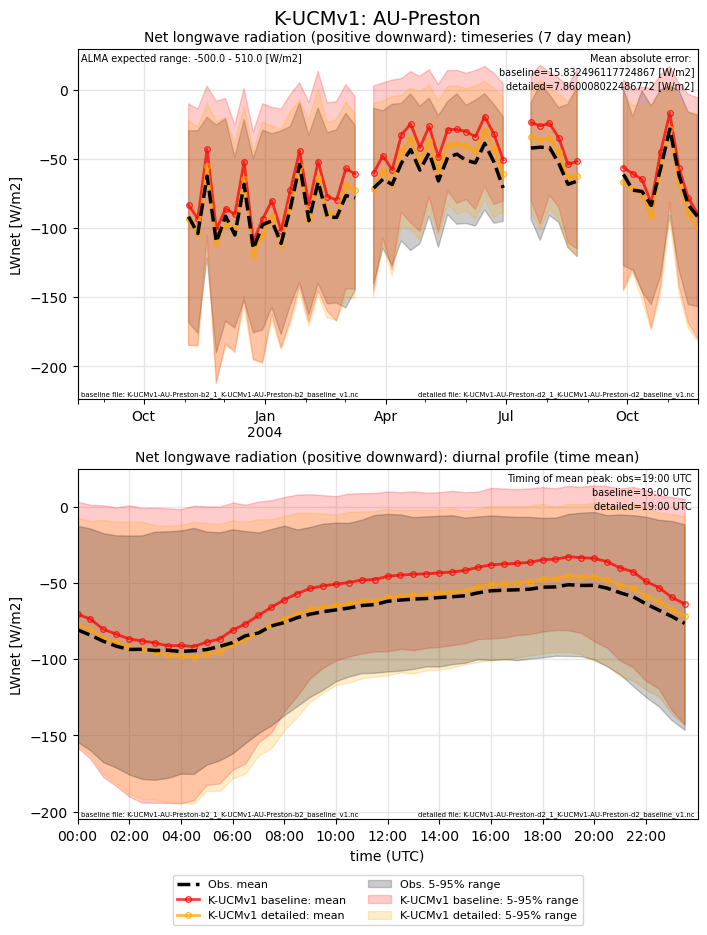 K-UCMv1: AU-Preston
Net longwave radiation (positive downward): timeseries (7 day mean)
ALMA expected range: -500.0 - 510.0 [W/m2]
Mean absolute error:
baseline=15.832496117724867 [W/m2]
detailed=7.860008022486772 [W/m2]
0
−50
−100
−150
−200
LWnet [W/m2]
baseline file: K-UCMv1-AU-Preston-b2_1_K-UCMv1-AU-Preston-b2_baseline_v1.nc
detailed file: K-UCMv1-AU-Preston-d2_1_K-UCMv1-AU-Preston-d2_baseline_v1.nc
Oct Jan Apr Jul Oct
2004
Net longwave radiation (positive downward): diurnal profile (time mean)
Timing of mean peak: obs=19:00 UTC
baseline=19:00 UTC
detailed=19:00 UTC
0
−50
−100
−150
−200
LWnet [W/m2]
baseline file: K-UCMv1-AU-Preston-b2_1_K-UCMv1-AU-Preston-b2_baseline_v1.nc
detailed file: K-UCMv1-AU-Preston-d2_1_K-UCMv1-AU-Preston-d2_baseline_v1.nc
00:00 02:00 04:00 06:00 08:00 10:00 12:00 14:00 16:00 18:00 20:00 22:00
time (UTC)
Obs. mean
K-UCMv1 baseline: mean
K-UCMv1 detailed: mean
Obs. 5-95% range
K-UCMv1 baseline: 5-95% range
K-UCMv1 detailed: 5-95% range